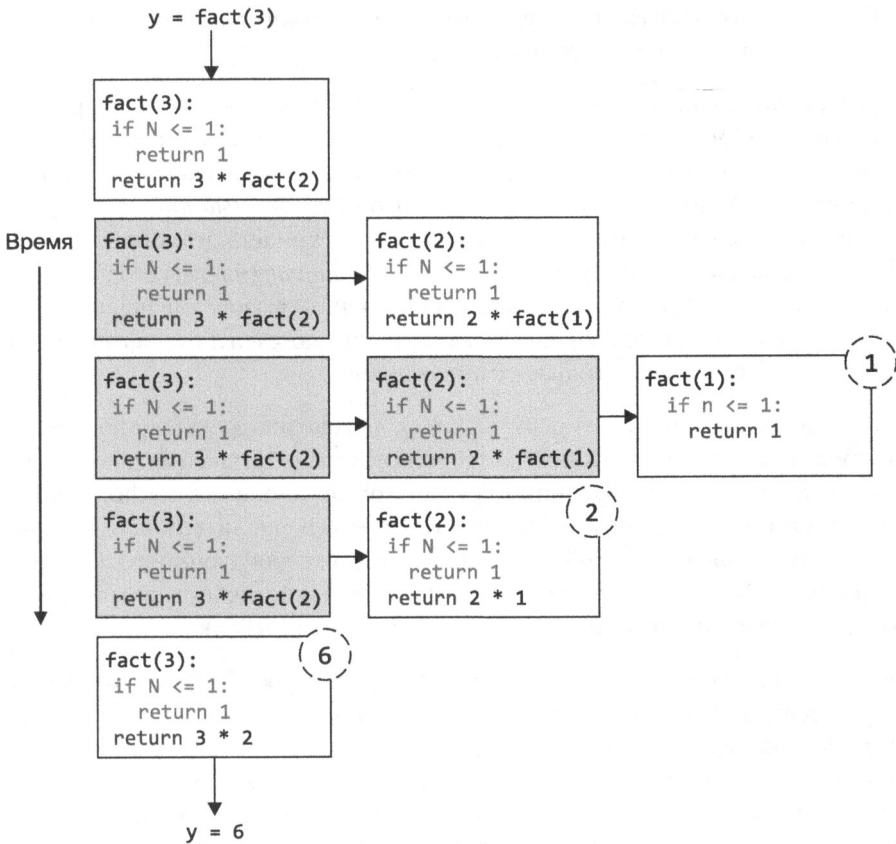 y = fact(3)
fact(3):
if N <= 1:
return 1
return 3 * fact(2)
Время
fact(3):
if N <= 1:
return 1
return 3 * fact(2)
fact(2):
if N <= 1:
return 1
return 2 * fact(1)
fact(3):
if N <= 1:
return 1
return 3 * fact(2)
fact(2):
if N <= 1:
return 1
return 2 * fact(1)
1
fact(1):
if n <= 1:
return 1
fact(3):
if N <= 1:
return 1
return 3 * fact(2)
2
fact(2):
if N <= 1:
return 1
return 2 * 1
6
fact(3):
if N <= 1:
return 1
return 3 * 2
y = 6